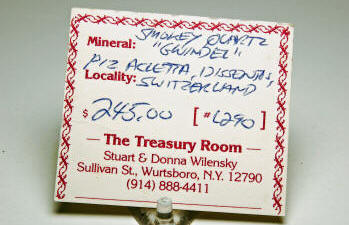 Mineral: SMOKEY QUARTZ
"GWINDEL"
PIZ ACLETTA, DISSENTIS,
Locality: SWITZERLAND
$ 245.00 [#L290]
— The Treasury Room —
Stuart & Donna Wilensky
Sullivan St., Wurtsboro, N.Y. 12790
(914) 888-4411